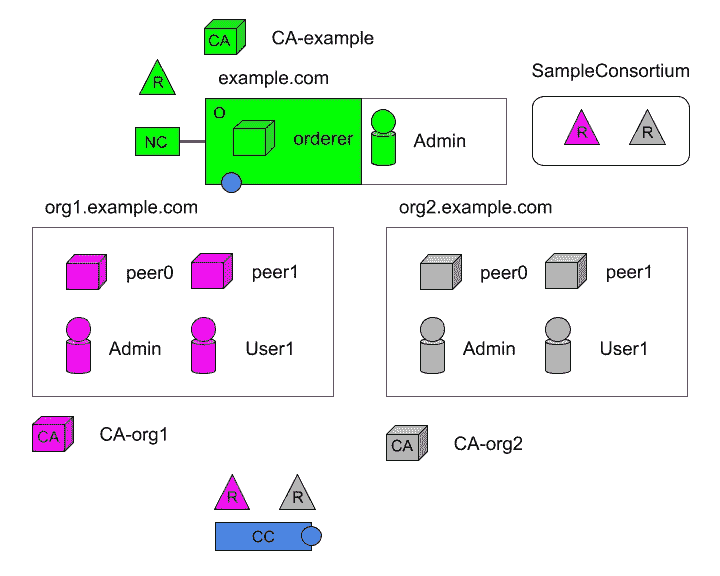 CA
CA-example
example.com
R
SampleConsortium
R
R
O
NC
orderer
Admin
org1.example.com
org2.example.com
peer0
peer1
peer0
peer1
Admin
User1
Admin
User1
CA
CA-org1
CA
CA-org2
R
R
CC